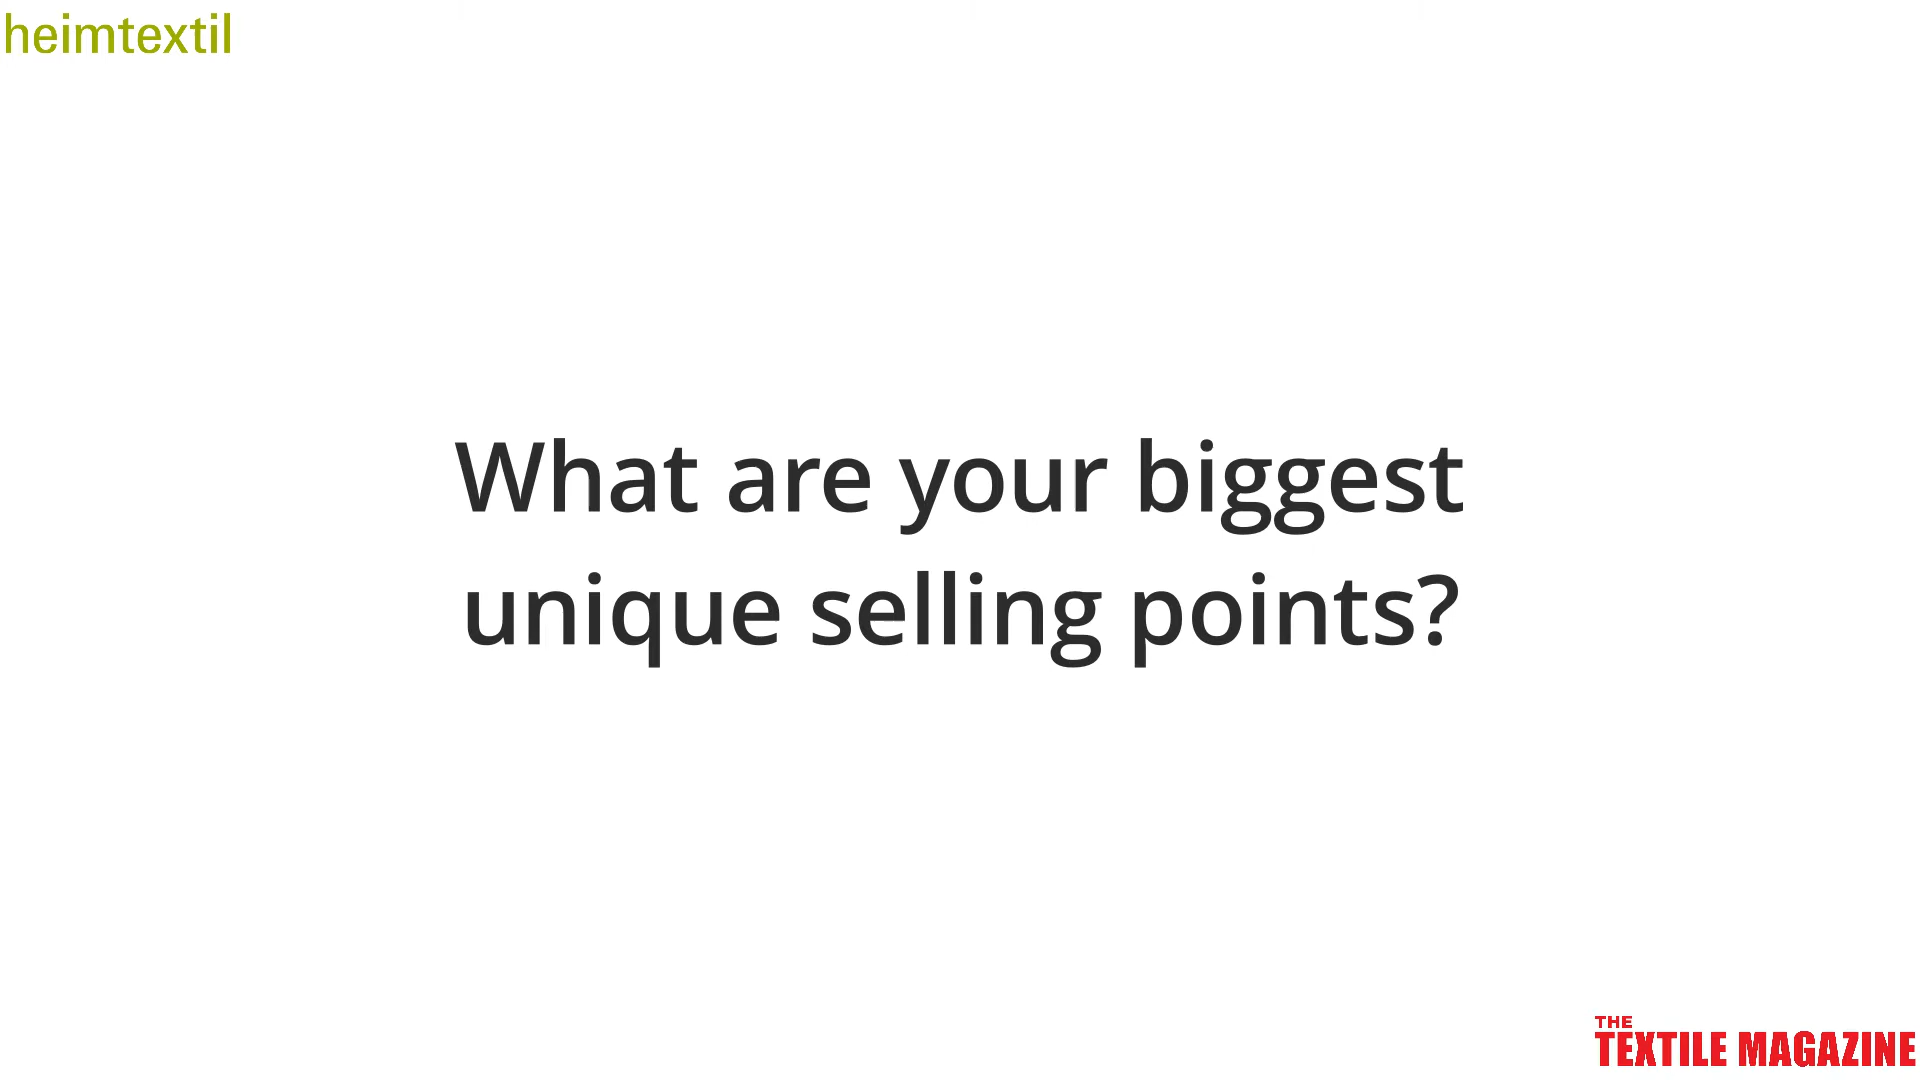 heimtextil
What are your biggest
unique selling points?
THE
TEXTILE MAGAZINE